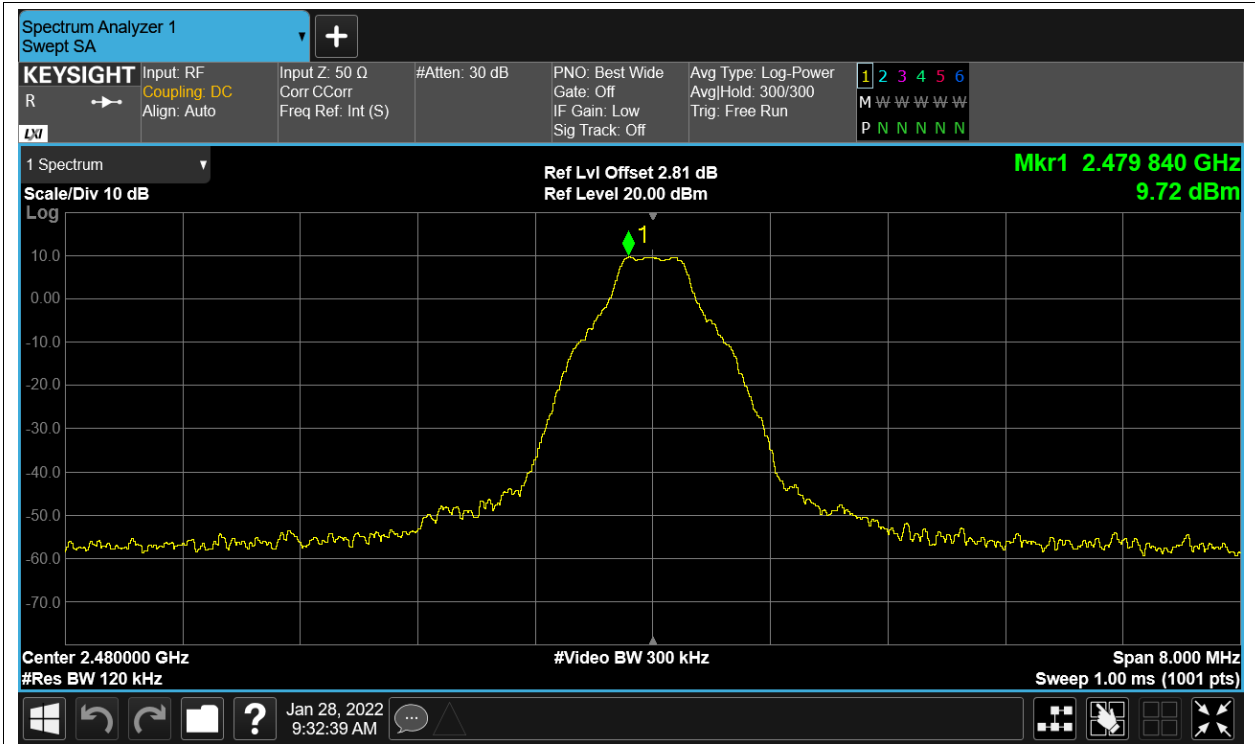 Spectrum Analyzer 1
Swept SA
+
KEYSIGHT
R
LXI
Input: RF
Coupling: DC
Align: Auto
Input Z: 50 Ω
Corr CCorr
Freq Ref: Int (S)
#Atten: 30 dB
PNO: Best Wide
Gate: Off
IF Gain: Low
Sig Track: Off
Avg Type: Log-Power
Avg|Hold: 300/300
Trig: Free Run
1 2 3 4 5 6
M W W W W W
P N N N N N
1 Spectrum
Scale/Div 10 dB
Log
Ref Lvl Offset 2.81 dB
Ref Level 20.00 dBm
Mkr1 2.479 840 GHz
9.72 dBm
1
10.0
0.00
-10.0
-20.0
-30.0
-40.0
-50.0
-60.0
-70.0
Center 2.480000 GHz
#Res BW 120 kHz
#Video BW 300 kHz
Span 8.000 MHz
Sweep 1.00 ms (1001 pts)
?
Jan 28, 2022
9:32:39 AM